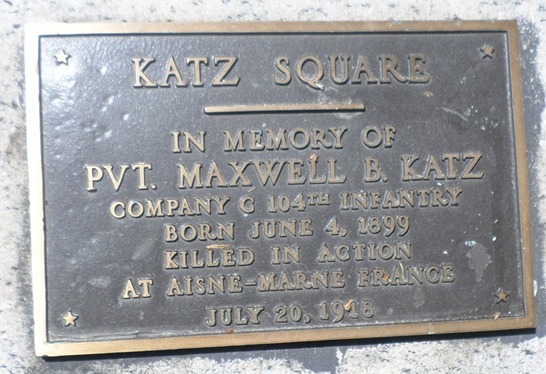 KATZ SQUARE
IN MEMORY OF
PVT. MAXWELL B. KATZ
COMPANY G 104TH INFANTRY
BORN JUNE 4, 1899
KILLED IN ACTION
AT AISNE-MARNE FRANCE
JULY 20, 1918